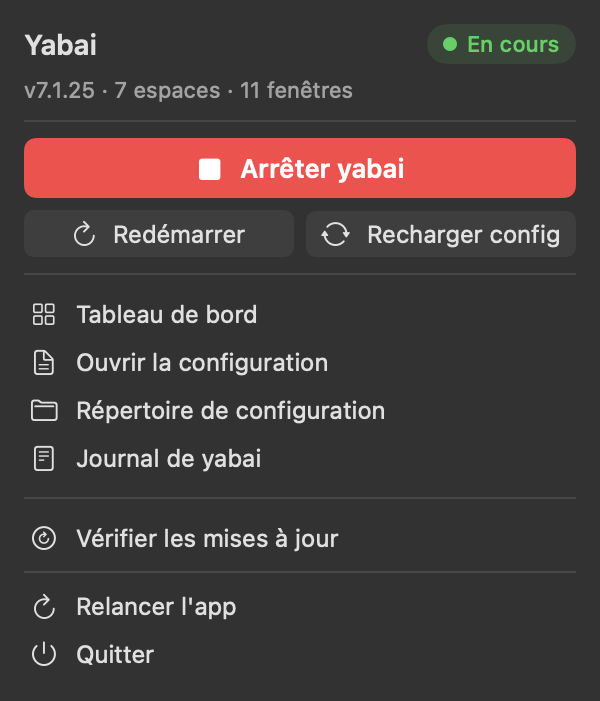 Yabai
En cours
v7.1.25 · 7 espaces · 11 fenêtres
Arrêter yabai
Redémarrer
Recharger config
Tableau de bord
Ouvrir la configuration
Répertoire de configuration
Journal de yabai
Vérifier les mises à jour
Relancer l'app
Quitter